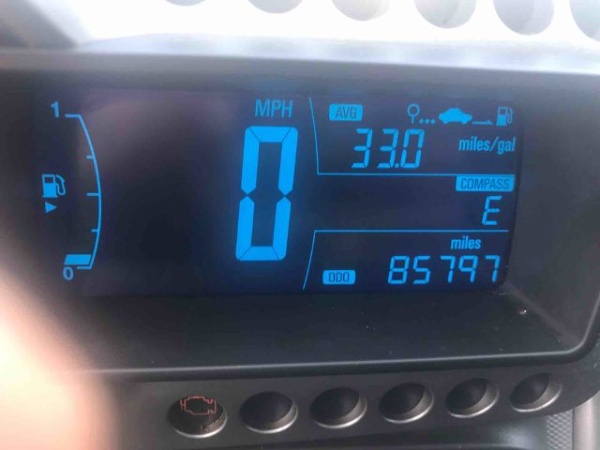 1
MPH
AVG
33.0 miles/gal
0
COMPASS
E
miles
0
ODO 85797